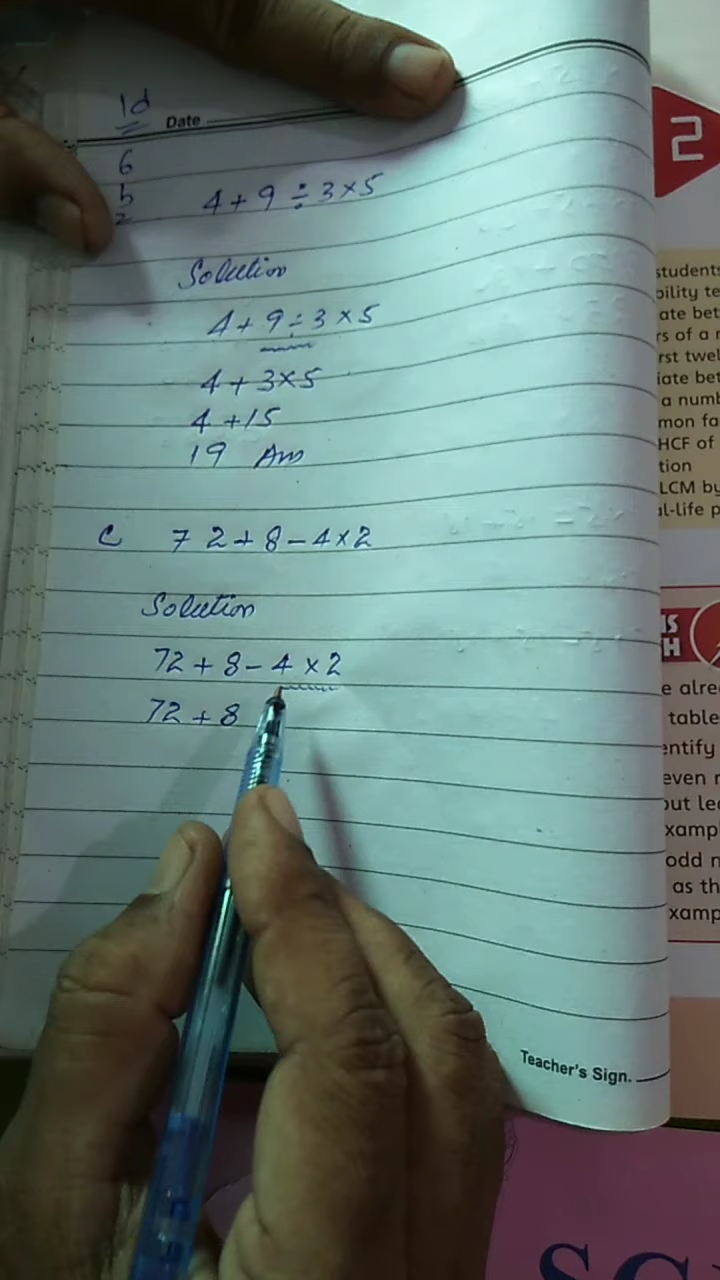 1d
Date
6
b
2
4 + 9 ÷ 3 × 5
Solution
4 + 9 ÷ 3 × 5
4 + 3 × 5
4 + 15
19 Ans
C 72 + 8 - 4 × 2
Solution
72 + 8 - 4 × 2
72 + 8
Teacher's Sign.
2
students
bility te
ate bet
rs of a
rst twel
iate bet
a numb
mon fa
HCF of
tion
LCM by
al-life p
IS
H
e alre
table
entify
even
out le
xamp
odd
as th
xamp